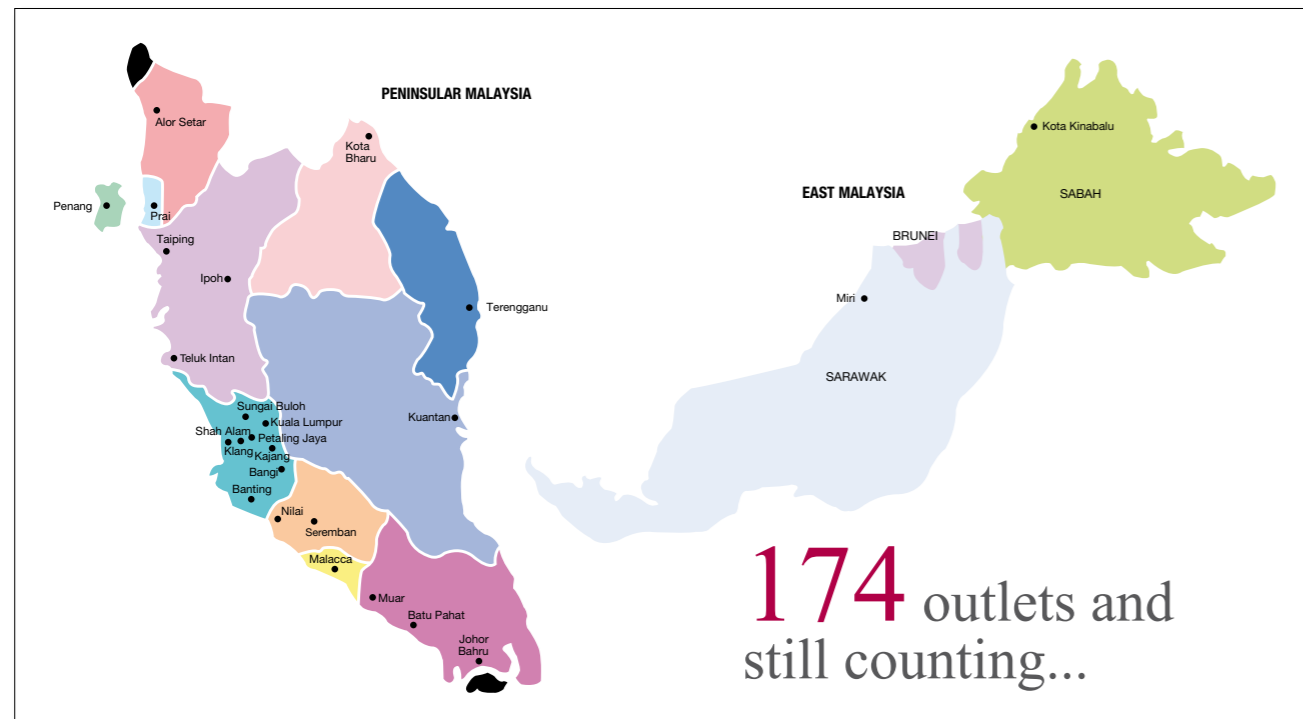 PENINSULAR MALAYSIA
Alor Setar
Kota
Bharu
Penang
Prai
Taiping
Ipoh
Terengganu
Teluk Intan
Sungai Buloh
Kuala Lumpur
Kuantan
Shah Alam
Petaling Jaya
Klang
Kajang
Bangi
Banting
Nilai
Seremban
Malacca
Muar
Batu Pahat
Johor
Bahru
EAST MALAYSIA
Kota Kinabalu
SABAH
BRUNEI
Miri
SARAWAK
174 outlets and
still counting...